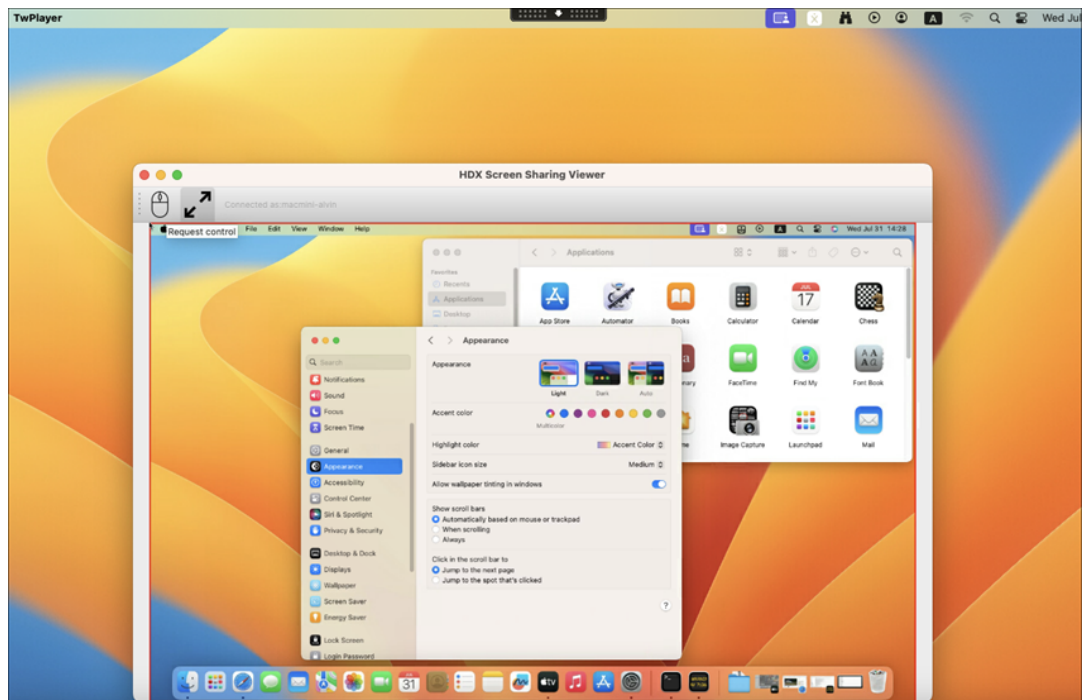 TwPlayer
A
Wed Jul
HDX Screen Sharing Viewer
Connected as:macmini-alvin
Request control
File Edit View Window Help
A
Wed Jul 31 14:28
Applications
Favorites
Recents
Applications
Desktop
App Store
Automator
Books
JUL
17
Calculator
Calendar
Chess
FaceTime
Find My
Font Book
Image Capture
Launchpad
Mail
Search
Notifications
Sound
Focus
Screen Time
General
Appearance
Accessibility
Control Center
Siri & Spotlight
Privacy & Security
Desktop & Dock
Displays
Wallpaper
Screen Saver
Energy Saver
Lock Screen
Login Password
Appearance
Appearance
Light
Dark
Auto
Accent color
Multicolor
Highlight color
Accent Color
Sidebar icon size
Medium
Allow wallpaper tinting in windows
Show scroll bars
Automatically based on mouse or trackpad
When scrolling
Always
Click in the scroll bar to
Jump to the next page
Jump to the spot that's clicked
?
31
tv